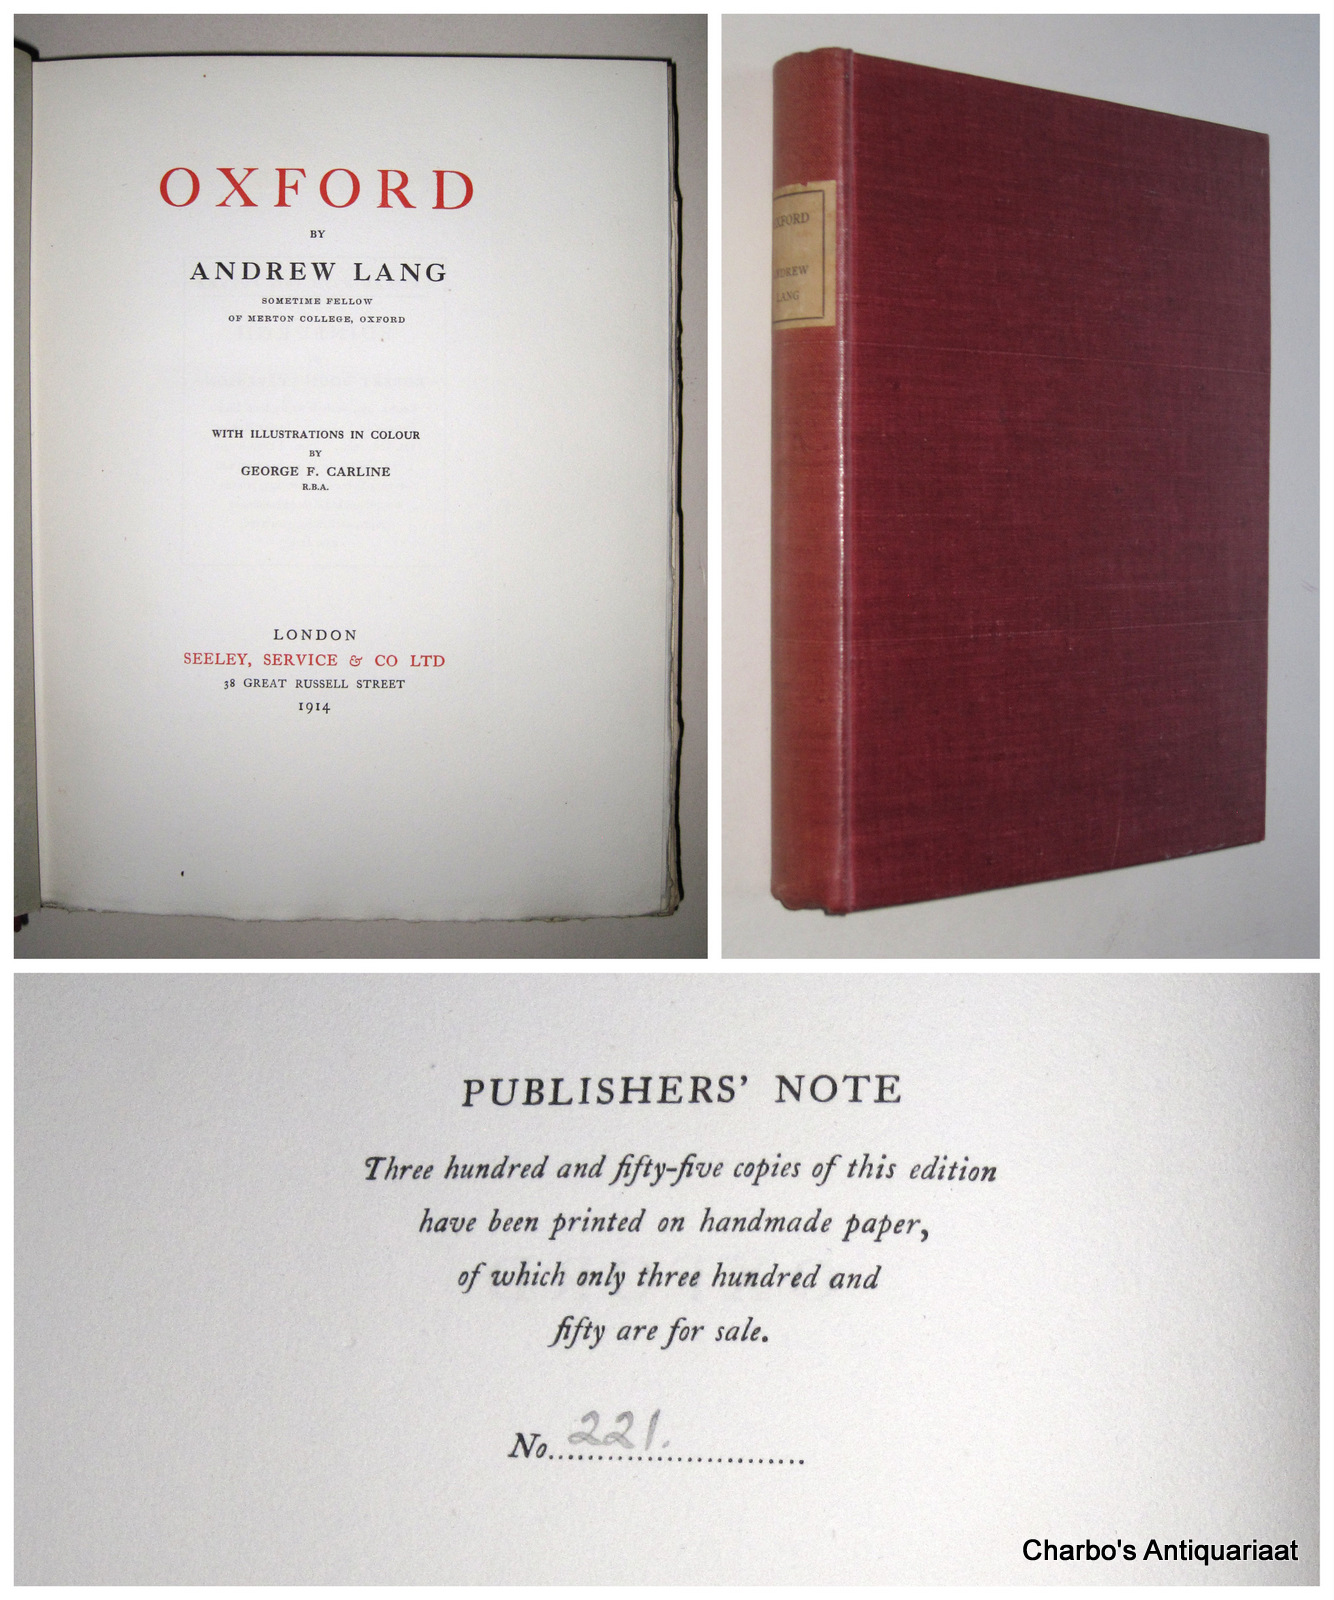 OXFORD
BY
ANDREW LANG
SOMETIME FELLOW
OF MERTON COLLEGE, OXFORD
WITH ILLUSTRATIONS IN COLOUR
BY
GEORGE F. CARLINE
R.B.A.
LONDON
SEELEY, SERVICE & CO LTD
38 GREAT RUSSELL STREET
1914
OXFORD
ANDREW
LANG
PUBLISHERS' NOTE
Three hundred and fifty-five copies of this edition
have been printed on handmade paper,
of which only three hundred and
fifty are for sale.
No. 221.
Charbo's Antiquariaat